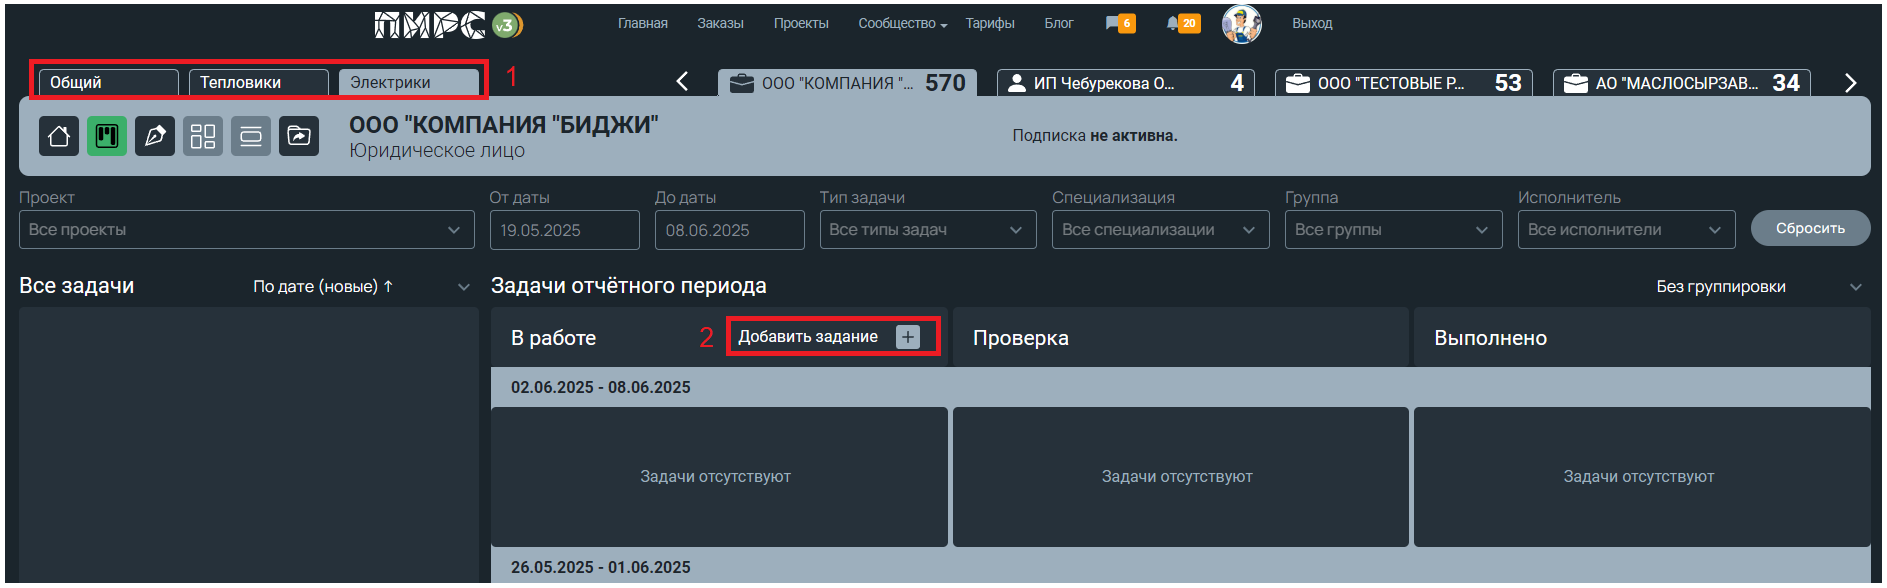 ПИРС v3 Главная Заказы Проекты Сообщество Тарифы Блог 6 20 Выход
Общий Тепловики Электрики 1 ООО "КОМПАНИЯ "... 570 ИП Чебурекова О... 4 ООО "ТЕСТОВЫЕ Р... 53 АО "МАСЛОСЫРЗАВ... 34
ООО "КОМПАНИЯ "БИДЖИ"
Юридическое лицо
Подписка не активна.
Проект От даты До даты Тип задачи Специализация Группа Исполнитель
Все проекты 19.05.2025 08.06.2025 Все типы задач Все специализации Все группы Все исполнители Сбросить
Все задачи По дате (новые) ↑ Задачи отчётного периода Без группировки
В работе 2 Добавить задание + Проверка Выполнено
02.06.2025 - 08.06.2025
Задачи отсутствуют Задачи отсутствуют Задачи отсутствуют
26.05.2025 - 01.06.2025